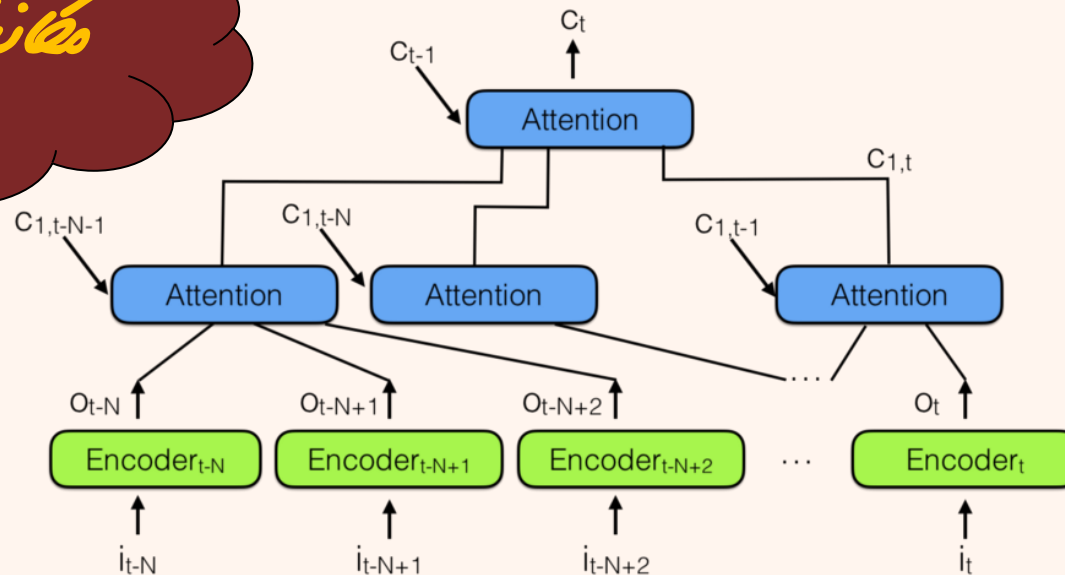 Ct
Ct-1
Attention
C1,t
C1,t-N-1
C1,t-N
C1,t-1
Attention
Attention
Attention
....
Ot-N
Ot-N+1
Ot-N+2
Ot
Encodert-N
Encodert-N+1
Encodert-N+2
...
Encodert
it-N
it-N+1
it-N+2
it